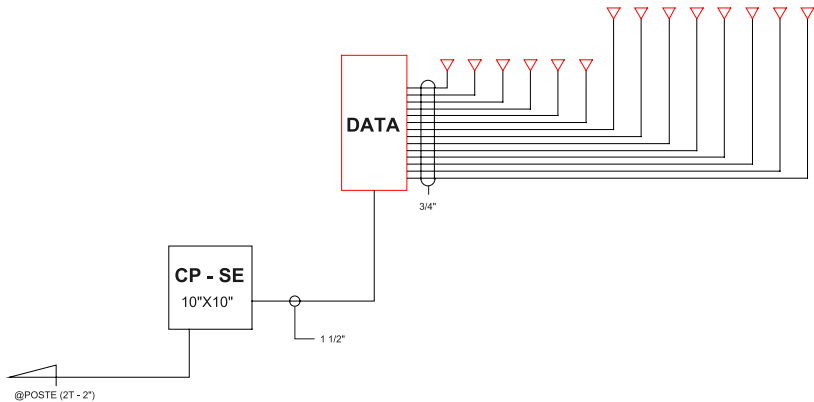 DATA
3/4"
CP - SE
10"X10"
1 1/2"
@POSTE (2T - 2")